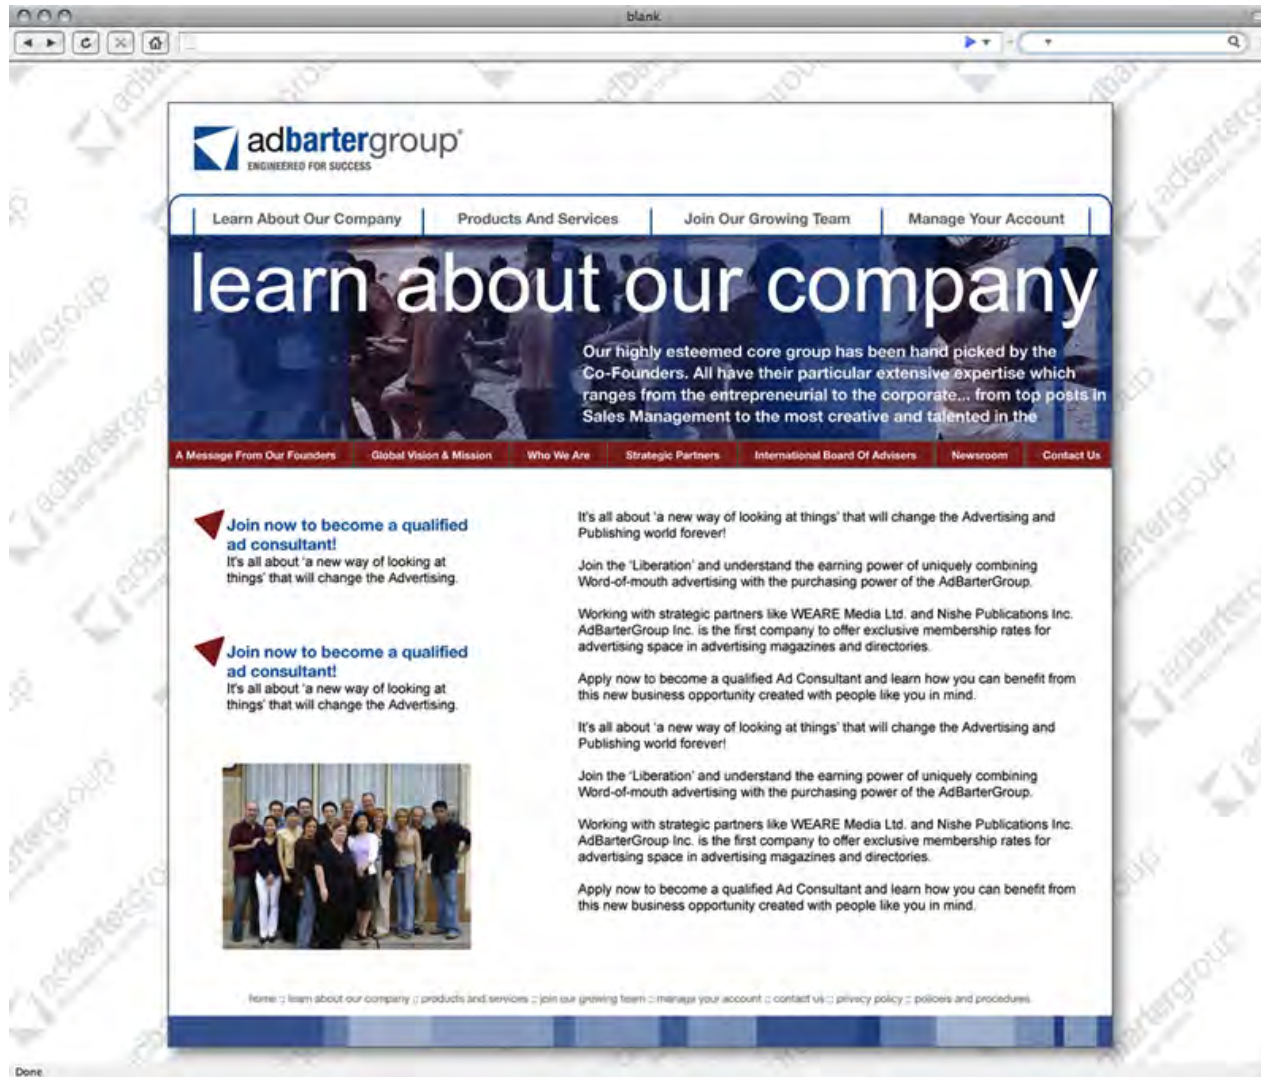 blank
adbartergroup®
ENGINEERED FOR SUCCESS
Learn About Our Company
Products And Services
Join Our Growing Team
Manage Your Account
learn about our company
Our highly esteemed core group has been hand picked by the
Co-Founders. All have their particular extensive expertise which
ranges from the entrepreneurial to the corporate... from top posts in
Sales Management to the most creative and talented in the
A Message From Our Founders
Global Vision & Mission
Who We Are
Strategic Partners
International Board Of Advisers
Newsroom
Contact Us
Join now to become a qualified
ad consultant!
It's all about 'a new way of looking at
things' that will change the Advertising.
Join now to become a qualified
ad consultant!
It's all about 'a new way of looking at
things' that will change the Advertising.
It's all about 'a new way of looking at things' that will change the Advertising and
Publishing world forever!
Join the 'Liberation' and understand the earning power of uniquely combining
Word-of-mouth advertising with the purchasing power of the AdBarterGroup.
Working with strategic partners like WEARE Media Ltd. and Nishe Publications Inc.
AdBarterGroup Inc. is the first company to offer exclusive membership rates for
advertising space in advertising magazines and directories.
Apply now to become a qualified Ad Consultant and learn how you can benefit from
this new business opportunity created with people like you in mind.
It's all about 'a new way of looking at things' that will change the Advertising and
Publishing world forever!
Join the 'Liberation' and understand the earning power of uniquely combining
Word-of-mouth advertising with the purchasing power of the AdBarterGroup.
Working with strategic partners like WEARE Media Ltd. and Nishe Publications Inc.
AdBarterGroup Inc. is the first company to offer exclusive membership rates for
advertising space in advertising magazines and directories.
Apply now to become a qualified Ad Consultant and learn how you can benefit from
this new business opportunity created with people like you in mind.
home :: learn about our company :: products and services :: join our growing team :: manage your account :: contact us :: privacy policy :: policies and procedures
Done